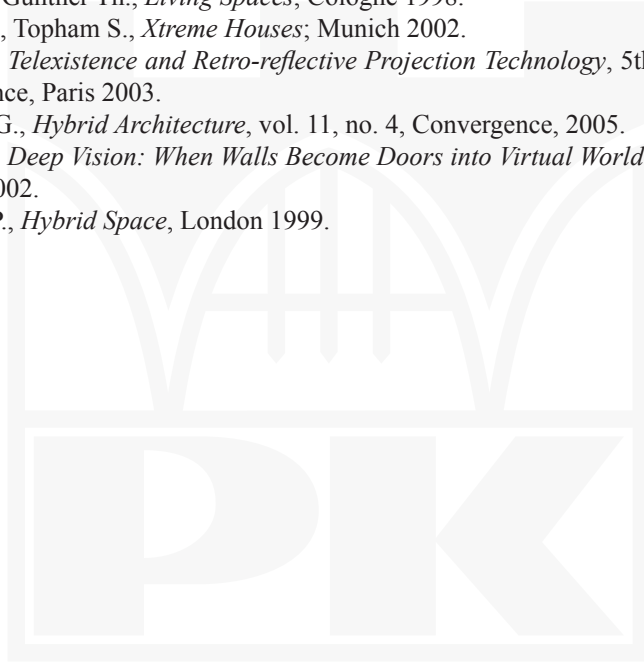 Günther Th., Living Spaces; Cologne 1998.
, Topham S., Xtreme Houses; Munich 2002.
Telexistence and Retro-reflective Projection Technology, 5th
nce, Paris 2003.
G., Hybrid Architecture, vol. 11, no. 4, Convergence, 2005.
Deep Vision: When Walls Become Doors into Virtual World
002.
P., Hybrid Space, London 1999.
PK